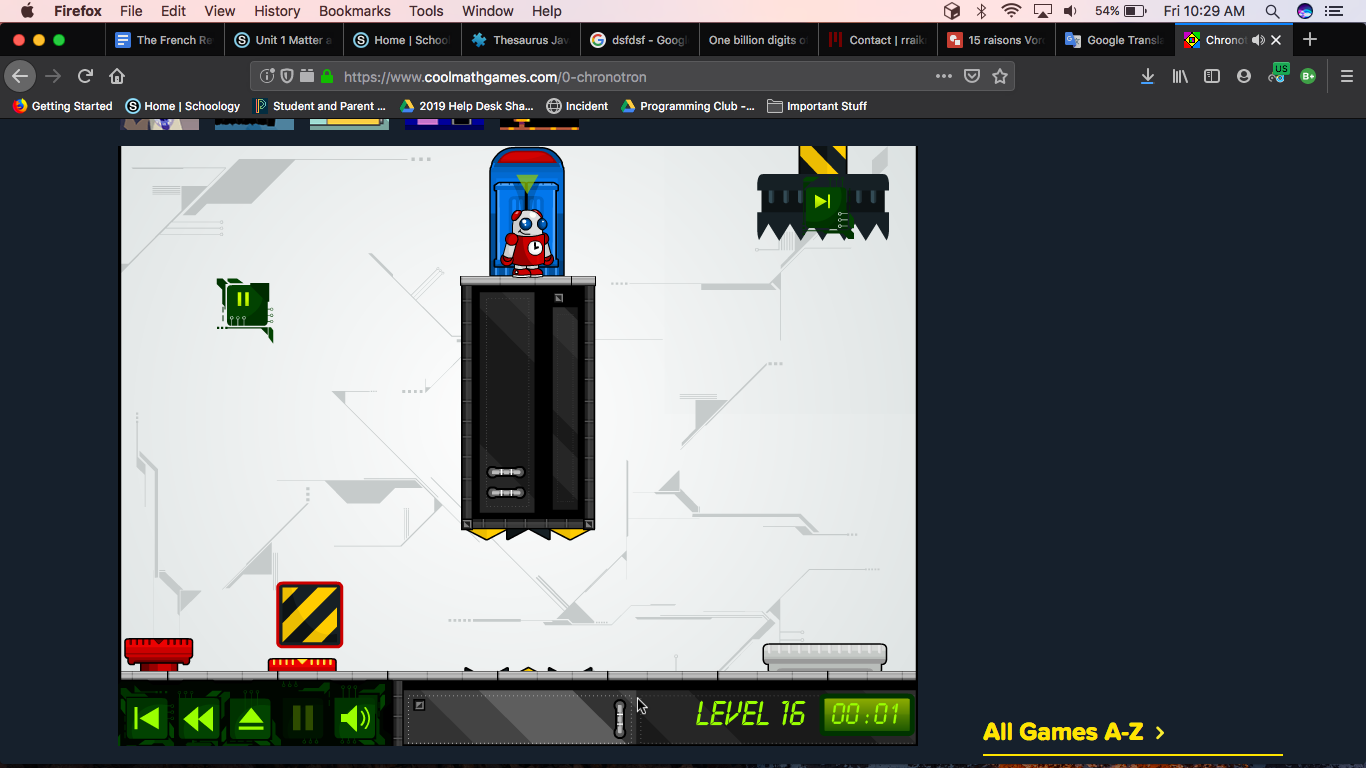 Firefox File Edit View History Bookmarks Tools Window Help 54% Fri 10:29 AM
The French Re Unit 1 Matter a Home | School Thesaurus Jav dsfdsf - Googl One billion digits o Contact | rraik 15 raisons Vor Google Transla Chronot
https://www.coolmathgames.com/0-chronotron US B+
Getting Started Home | Schoology Student and Parent ... 2019 Help Desk Sha... Incident Programming Club -... Important Stuff
LEVEL 16 00:01
All Games A-Z >